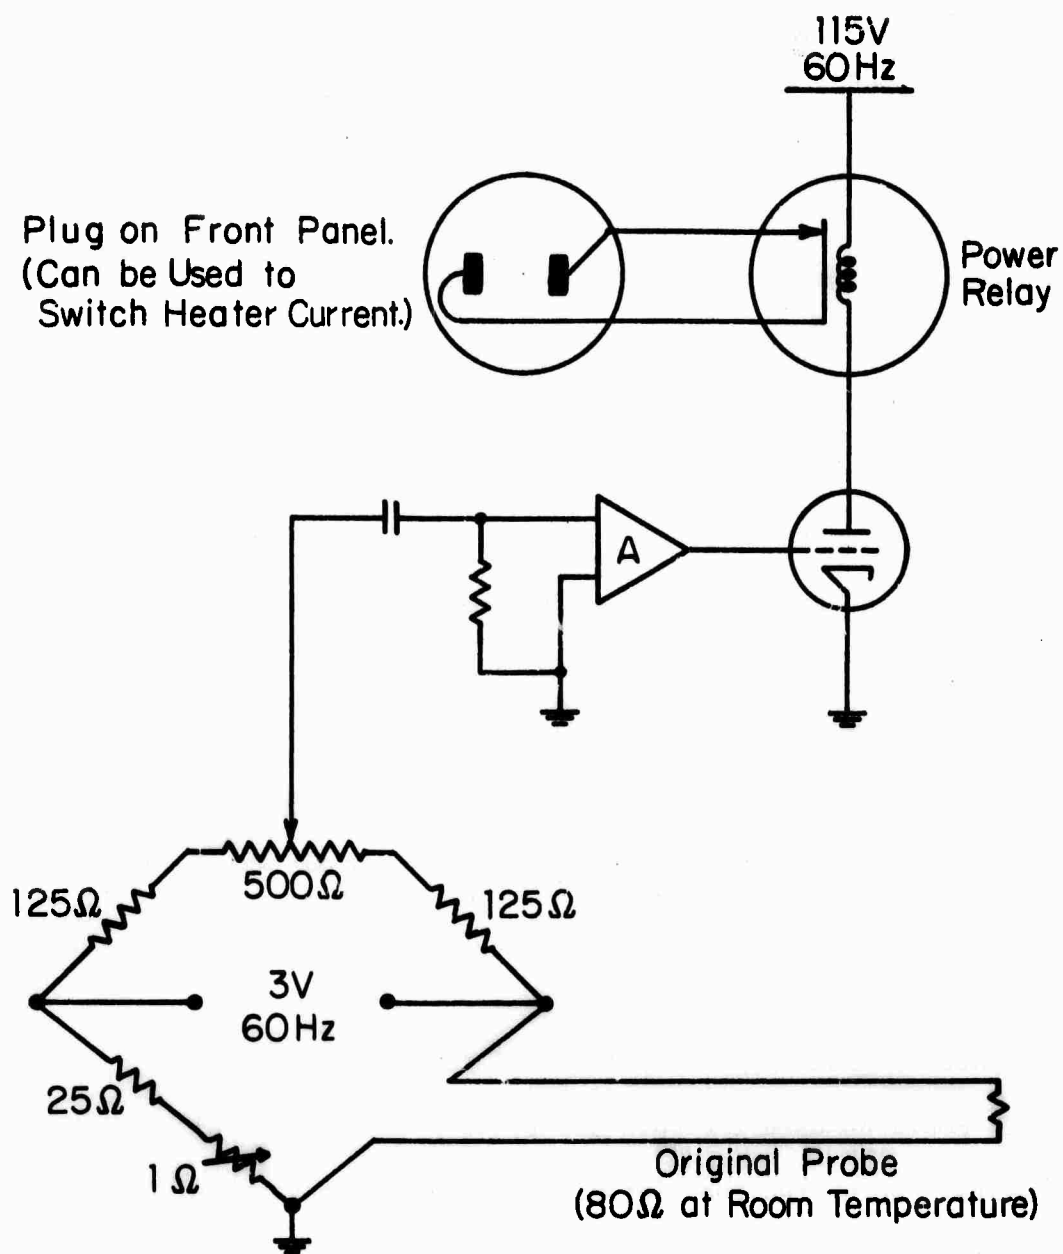 115V
60Hz
Plug on Front Panel.
(Can be Used to
Switch Heater Current.)
Power
Relay
A
500Ω
125Ω
125Ω
3V
60Hz
25Ω
1Ω
Original Probe
(80Ω at Room Temperature)